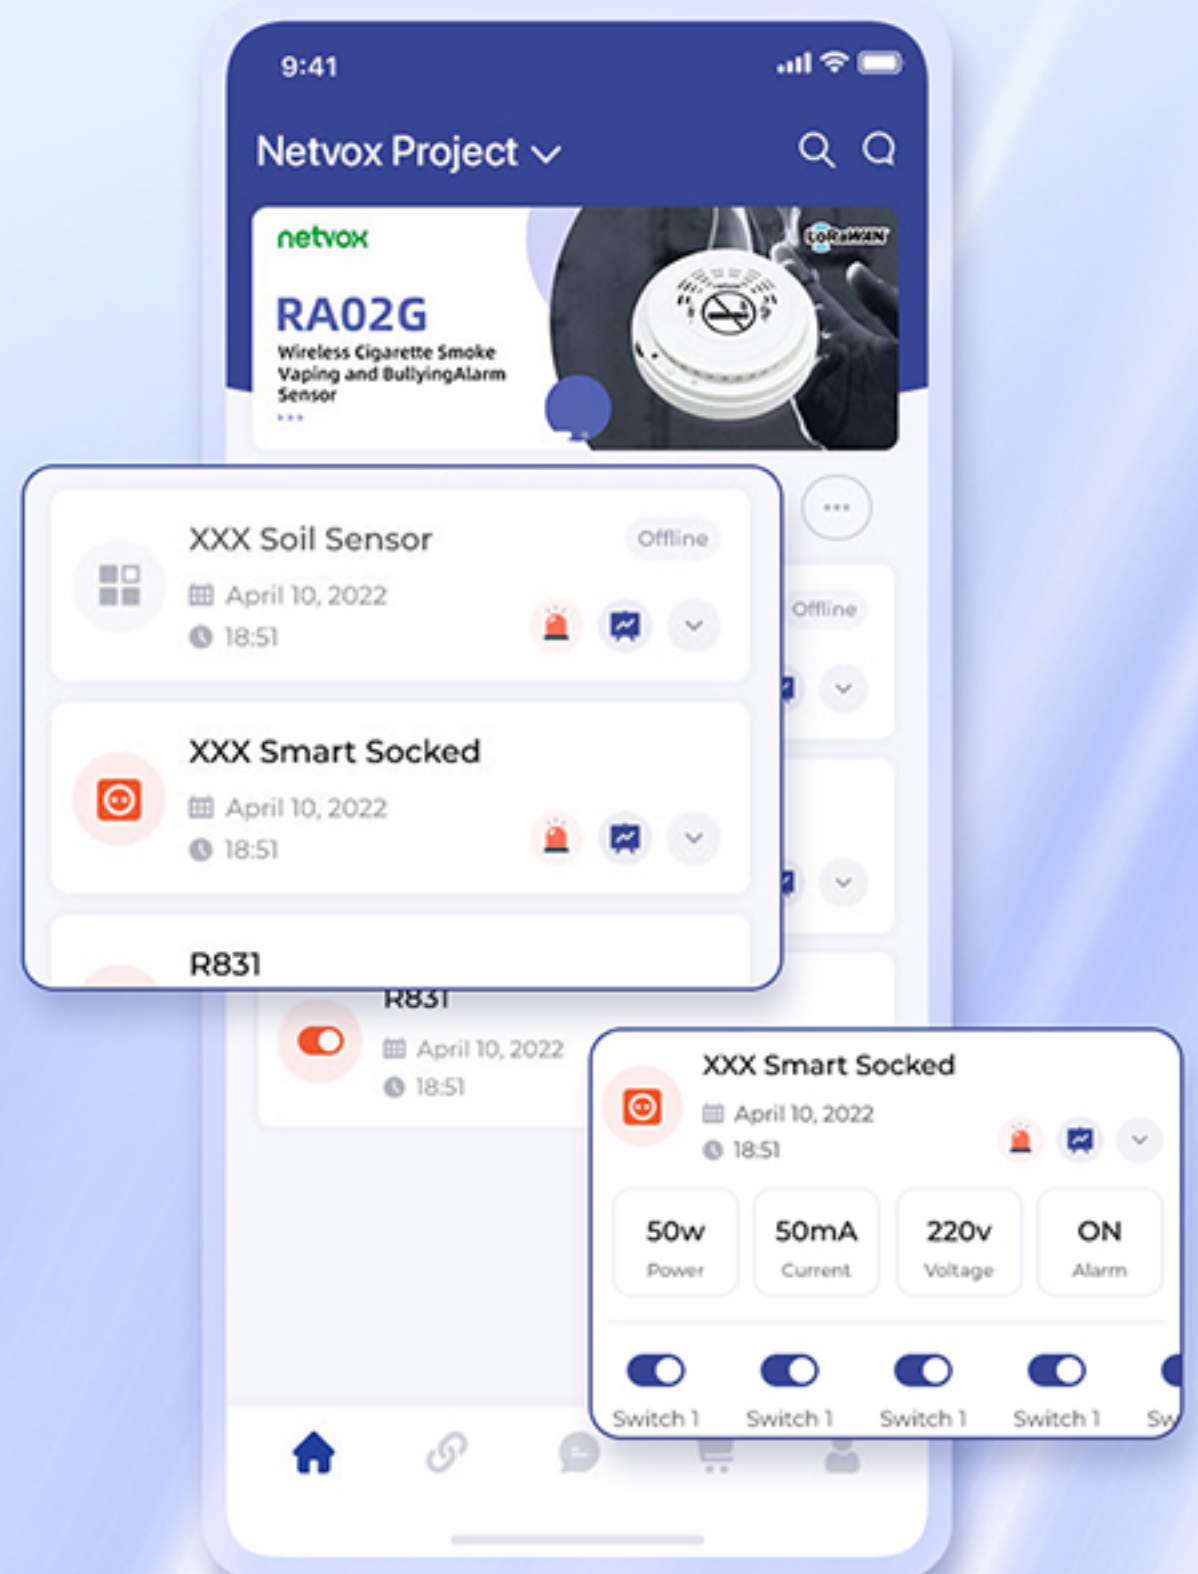 9:41
Netvox Project
netvox
LoRaWAN
RA02G
Wireless Cigarette Smoke
Vaping and BullyingAlarm
Sensor
XXX Soil Sensor
Offline
April 10, 2022
18:51
Offline
XXX Smart Socked
April 10, 2022
18:51
R831
R831
April 10, 2022
18:51
XXX Smart Socked
April 10, 2022
18:51
50w
Power
50mA
Current
220v
Voltage
ON
Alarm
Switch 1
Switch 1
Switch 1
Switch 1
Sw